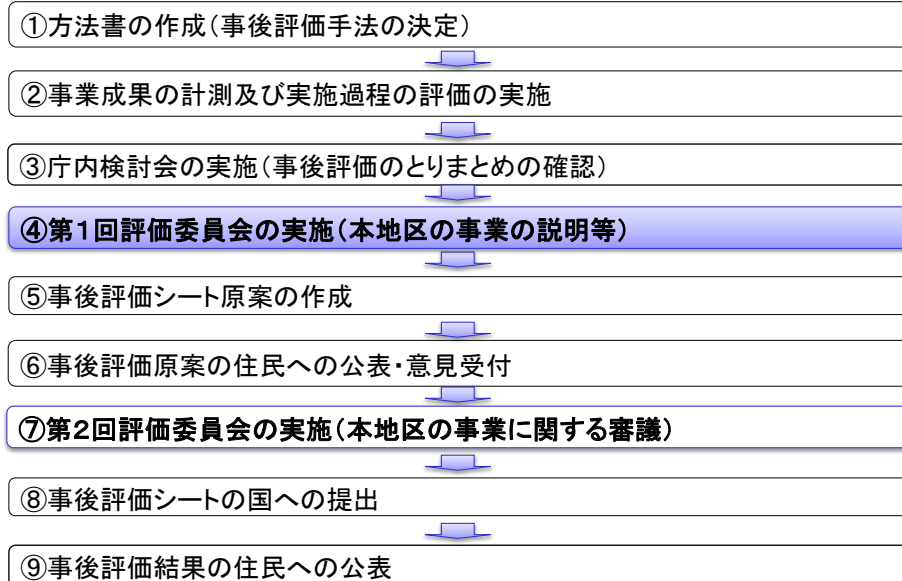 ①方法書の作成（事後評価手法の決定）
②事業成果の計測及び実施過程の評価の実施
③庁内検討会の実施（事後評価のとりまとめの確認）
④第１回評価委員会の実施（本地区の事業の説明等）
⑤事後評価シート原案の作成
⑥事後評価原案の住民への公表・意見受付
⑦第２回評価委員会の実施（本地区の事業に関する審議）
⑧事後評価シートの国への提出
⑨事後評価結果の住民への公表